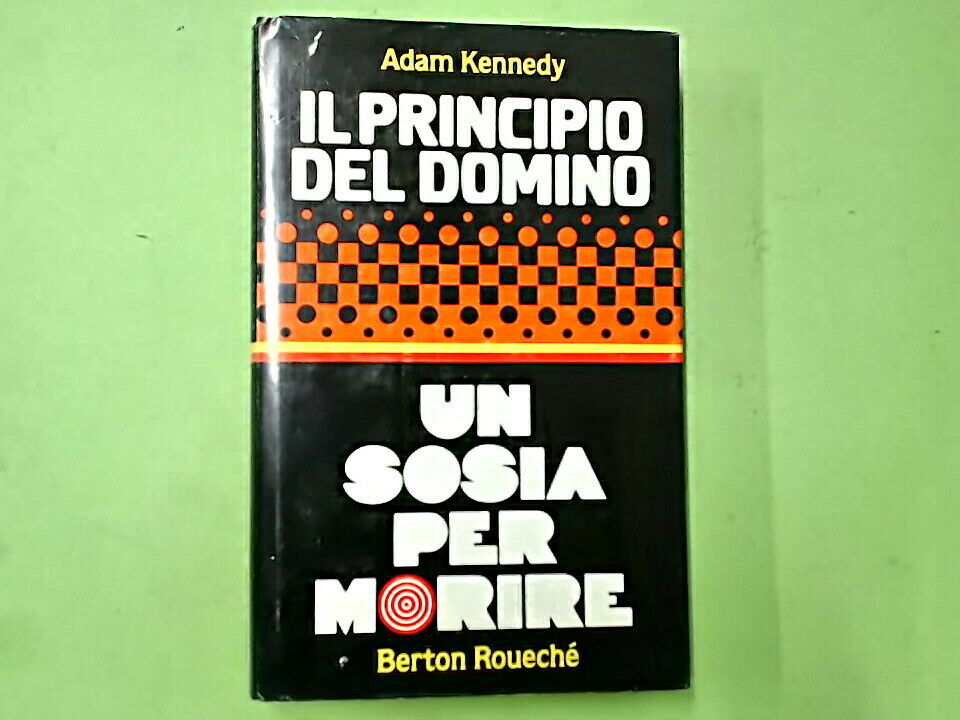 Adam Kennedy
IL PRINCIPIO
DEL DOMINO
UN
SOSIA
PER
MORIRE
Berton Roueché